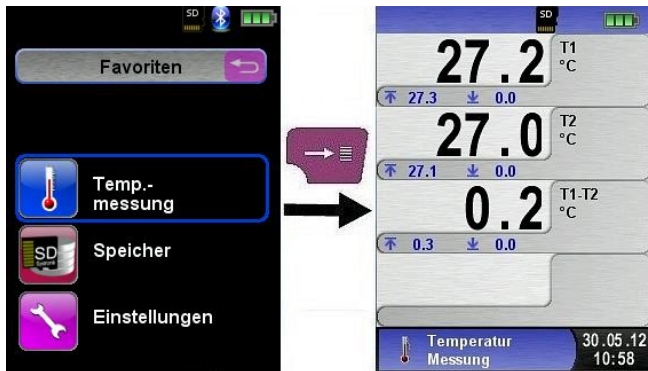 SD
Favoriten
Temp.-
messung
SD
Speicher
Einstellungen
SD
27.2 T1
°C
27.3 0.0
27.0 T2
°C
27.1 0.0
0.2 T1-T2
°C
0.3 0.0
Temperatur
Messung
30.05.12
10:58